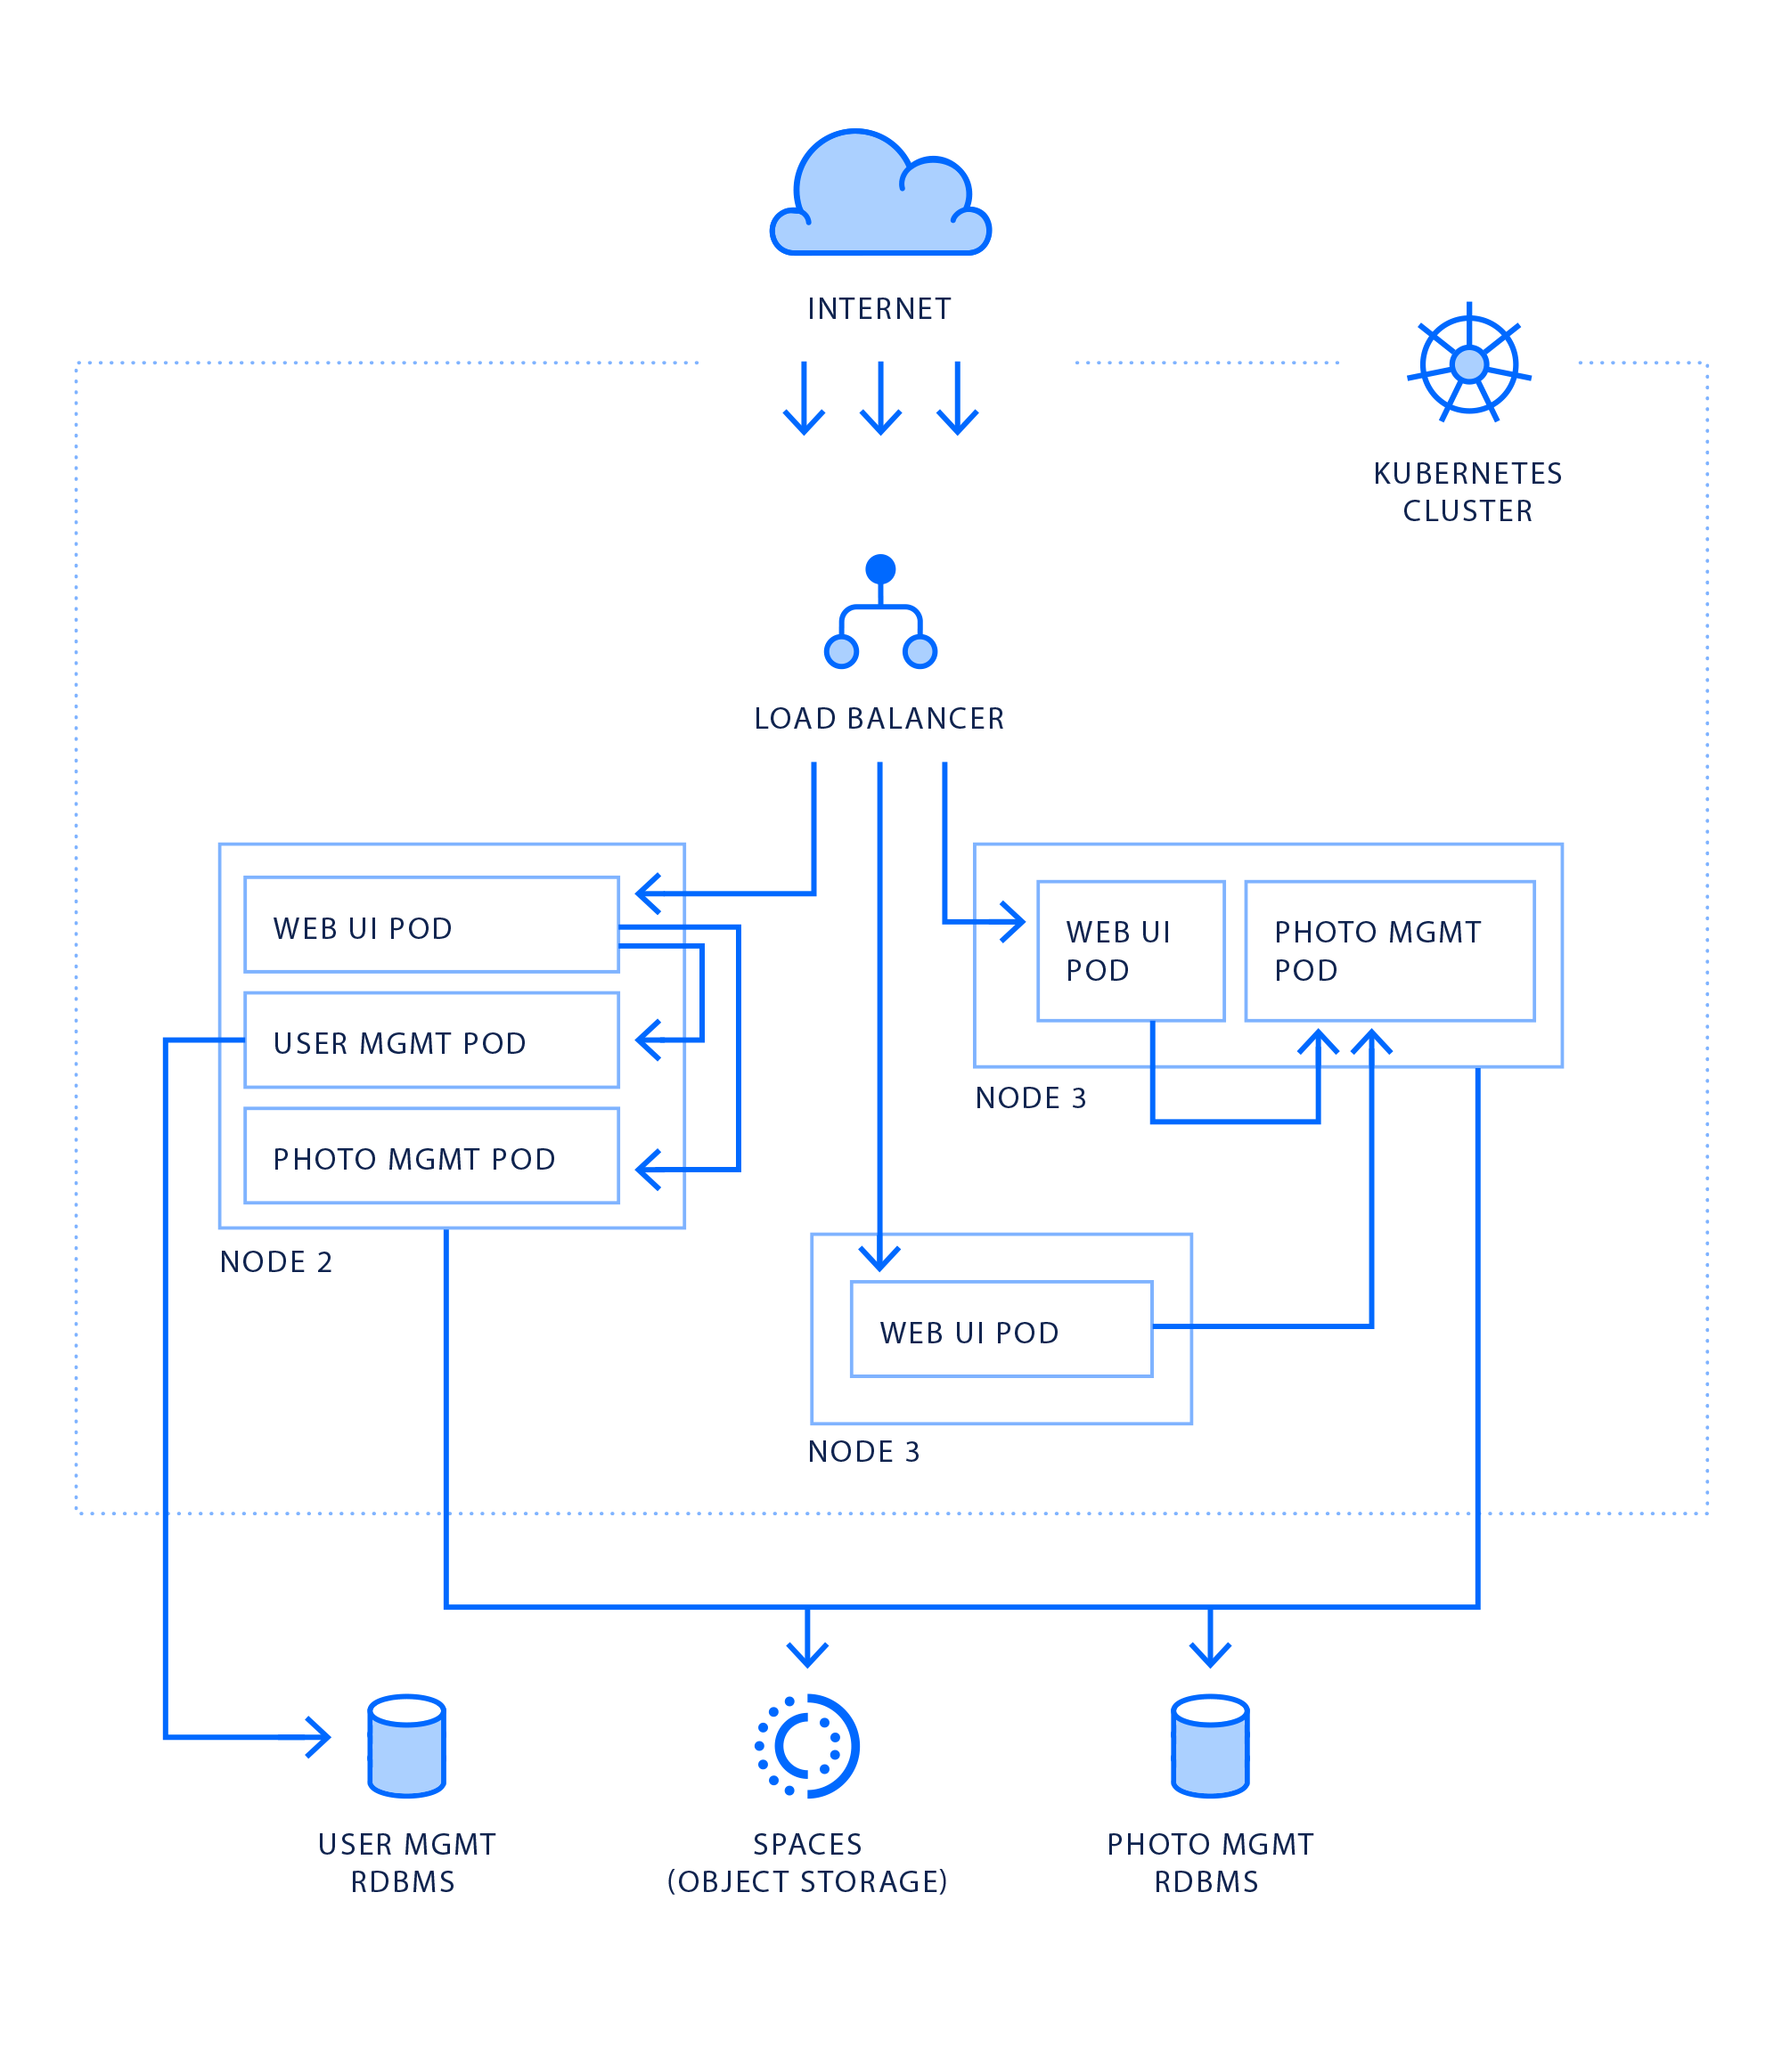 INTERNET
KUBERNETES
CLUSTER
LOAD BALANCER
WEB UI POD
USER MGMT POD
PHOTO MGMT POD
NODE 2
WEB UI
POD
PHOTO MGMT
POD
NODE 3
WEB UI POD
NODE 3
USER MGMT
RDBMS
SPACES
(OBJECT STORAGE)
PHOTO MGMT
RDBMS